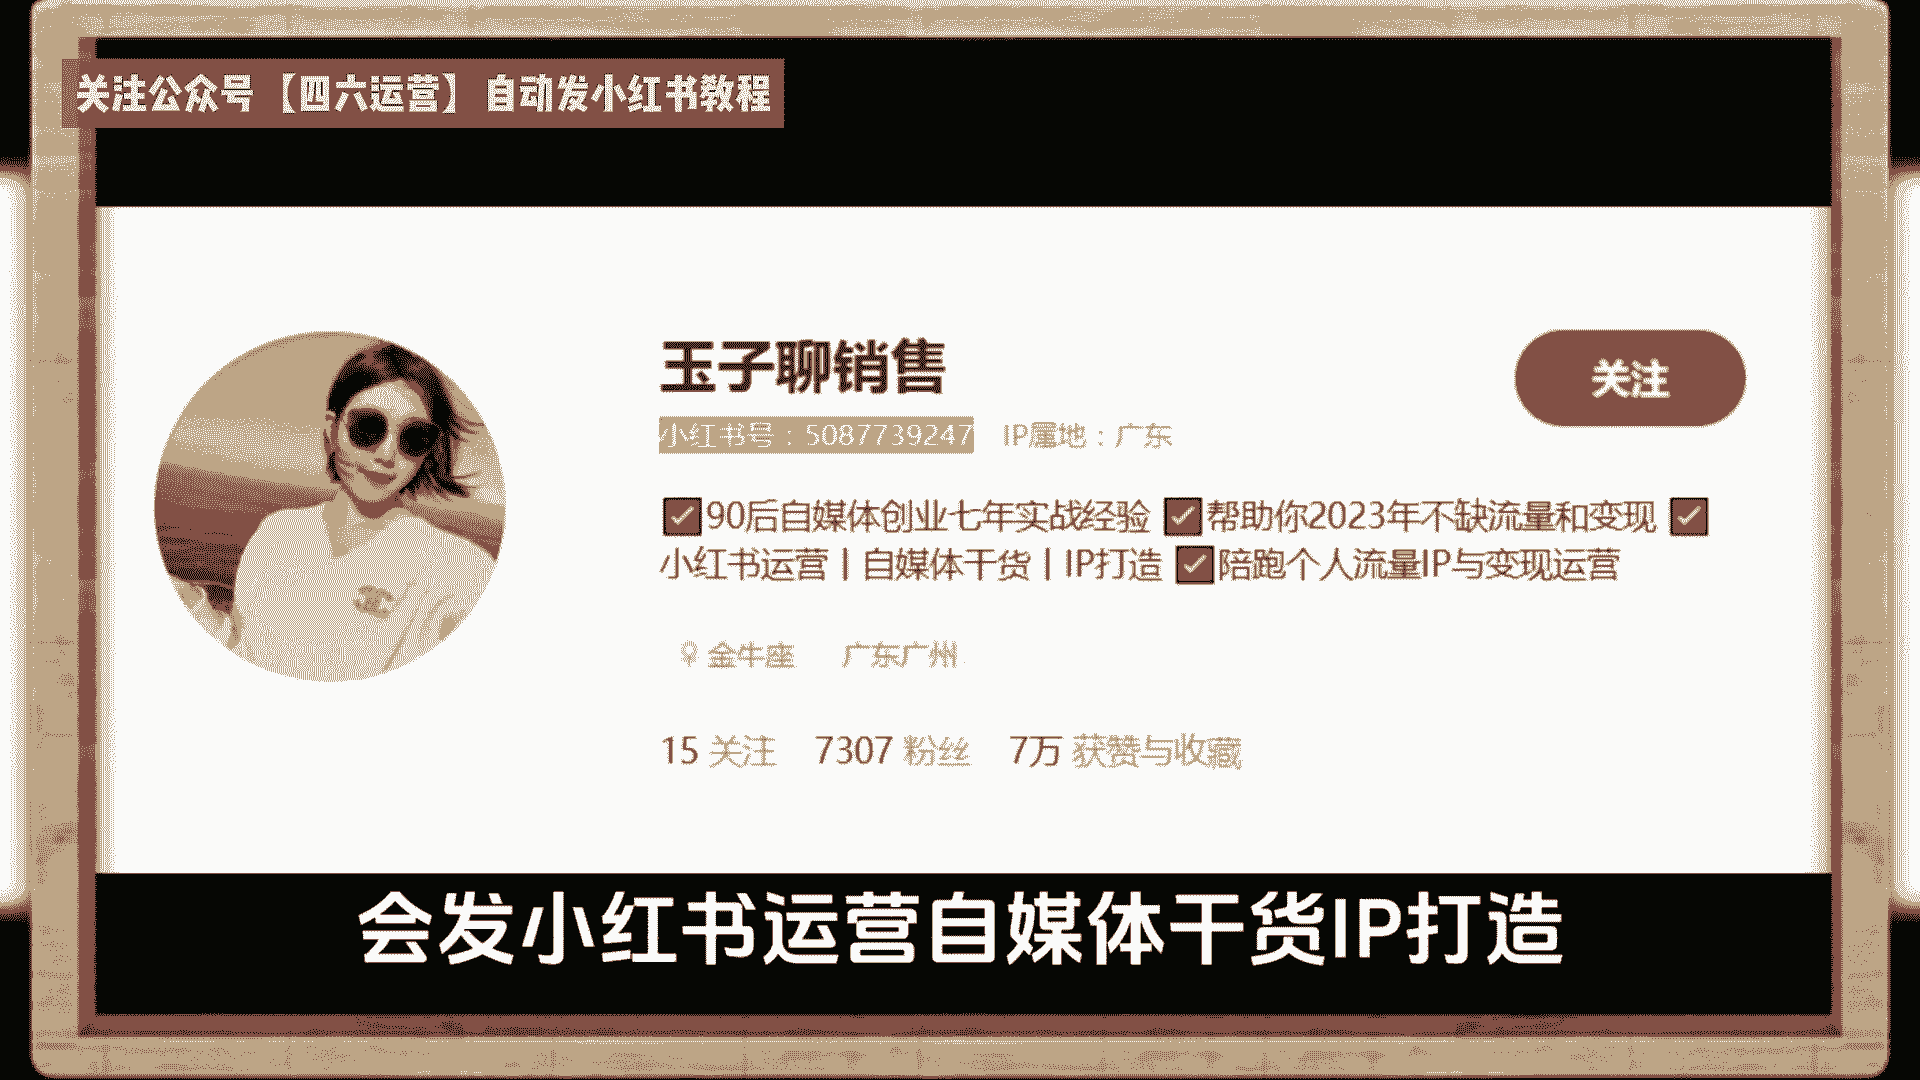 关注公众号【四六运营】自动发小红书教程
玉子聊销售
关注
小红书号：5087739247 IP属地：广东
90后自媒体创业七年实战经验 帮助你2023年不缺流量和变现
小红书运营丨自媒体干货丨IP打造 陪跑个人流量IP与变现运营
金牛座 广东广州
15 关注 7307 粉丝 7万 获赞与收藏
会发小红书运营自媒体干货IP打造